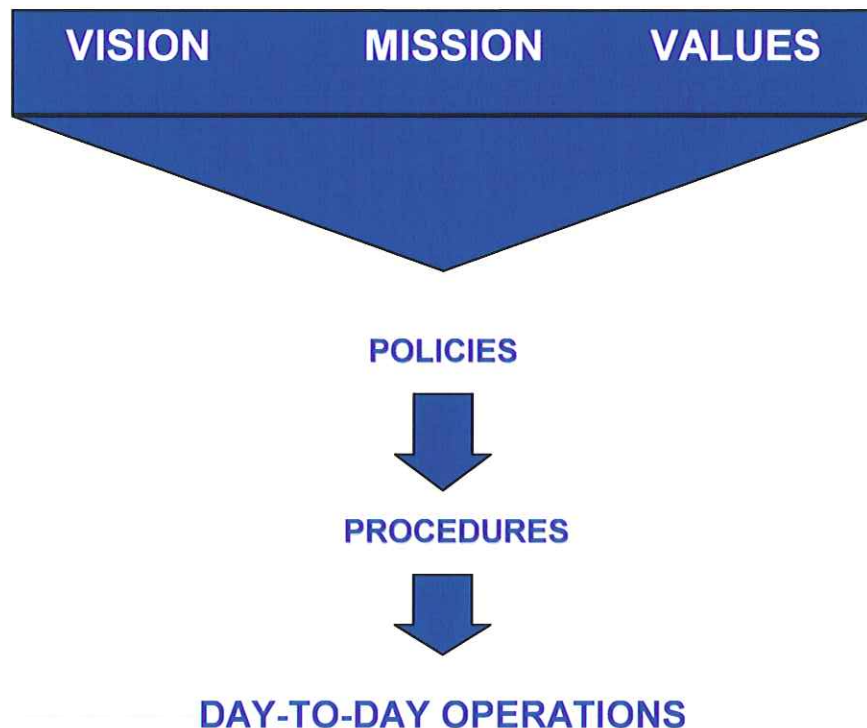 VISION MISSION VALUES
POLICIES
PROCEDURES
DAY-TO-DAY OPERATIONS